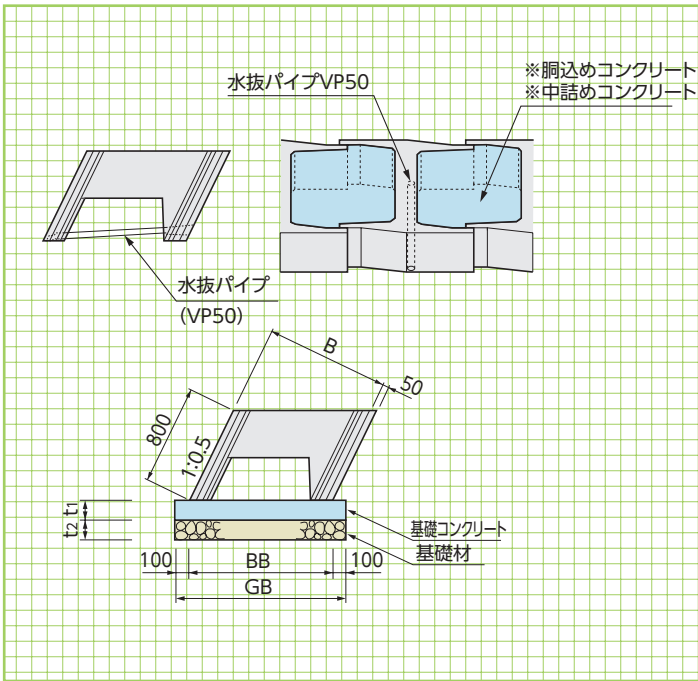 水抜パイプVP50
※胴込めコンクリート
※中詰めコンクリート
水抜パイプ
(VP50)
B
50
800
1:0.5
t1
t2
基礎コンクリート
基礎材
100
BB
100
GB